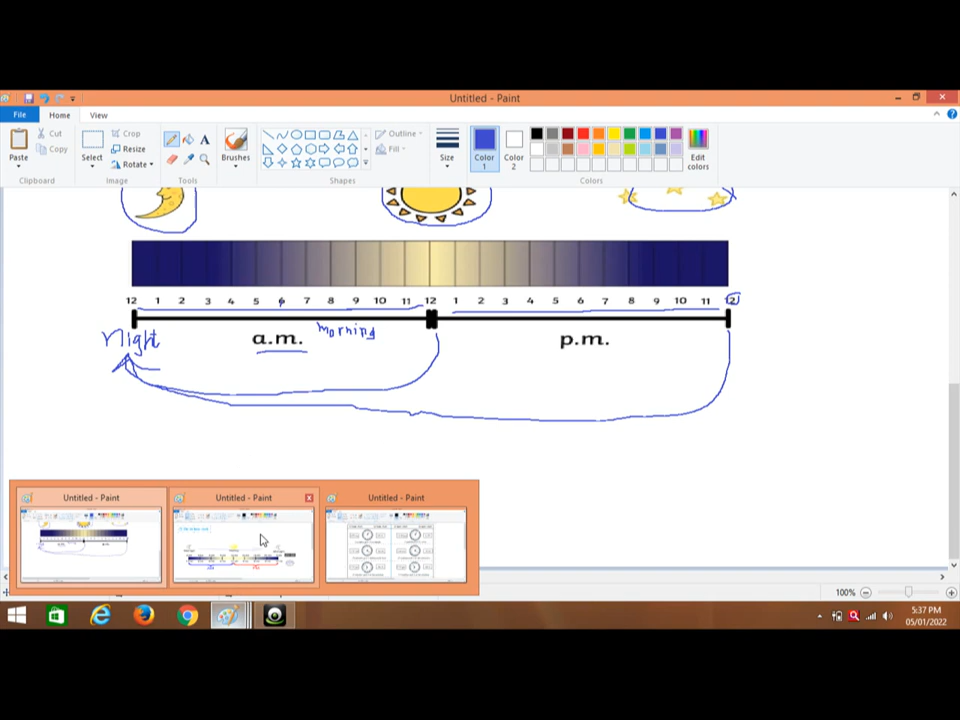 Untitled - Paint
File Home View
Paste Cut Copy Clipboard
Select Crop Resize Rotate Image
Tools
Brushes
Shapes Outline Fill
Size
Color 1 Color 2
Edit colors
Colors
12 1 2 3 4 5 6 7 8 9 10 11 12 1 2 3 4 5 6 7 8 9 10 11 12
Night a.m. morning p.m.
Untitled - Paint Untitled - Paint Untitled - Paint
100%
5:37 PM
05/01/2022